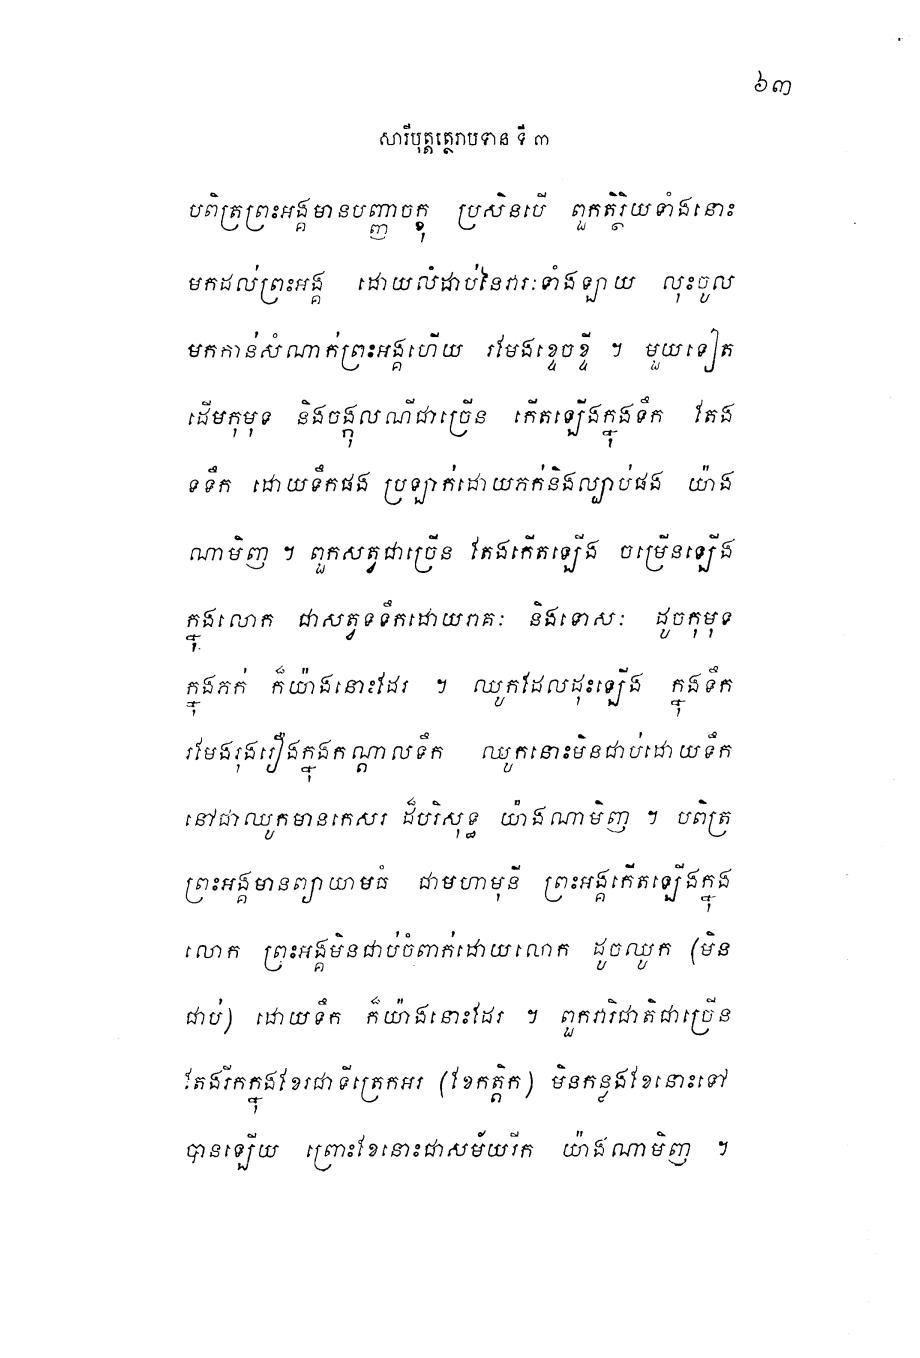 ៦៣
សារីបុត្តត្ថេរាបទាន ទី ៣
បពិត្រព្រះអង្គមានបញ្ញាចក្ខុ ប្រសិនបើ ពួកតិរ្ថិយទាំងនោះ
មកដល់ព្រះអង្គ ដោយលំដាប់នៃវារៈទាំងឡាយ លុះចូល
មកកាន់សំណាក់ព្រះអង្គហើយ រមែងខ្ទេចខ្ទី ។ មួយទៀត
ដើមកុមុទ និងចង្កុលណីជាច្រើន កើតឡើងក្នុងទឹក តែង
ទទឹក ដោយទឹកផង ប្រឡាក់ដោយភក់និងល្បាប់ផង យ៉ាង
ណាមិញ ។ ពួកសត្វជាច្រើន តែងកើតឡើង ចម្រើនឡើង
ក្នុងលោក ជាសត្វទទឹកដោយរាគៈ និងទោសៈ ដូចកុមុទ
ក្នុងភក់ ក៏យ៉ាងនោះដែរ ។ ឈូកដែលដុះឡើង ក្នុងទឹក
រមែងរុងរឿងក្នុងកណ្តាលទឹក ឈូកនោះមិនជាប់ដោយទឹក
នៅជាឈូកមានកេសរ ដ៏បរិសុទ្ធ យ៉ាងណាមិញ ។ បពិត្រ
ព្រះអង្គមានព្យាយាមធំ ជាមហាមុនី ព្រះអង្គកើតឡើងក្នុង
លោក ព្រះអង្គមិនជាប់ចំពាក់ដោយលោក ដូចឈូក (មិន
ជាប់) ដោយទឹក ក៏យ៉ាងនោះដែរ ។ ពួកវារិជាតិជាច្រើន
តែងរីកក្នុងខែរជាទីត្រេកអរ (ខែកត្តិក) មិនកន្លងខែនោះទៅ
បានឡើយ ព្រោះខែនោះជាសម័យរីក យ៉ាងណាមិញ ។